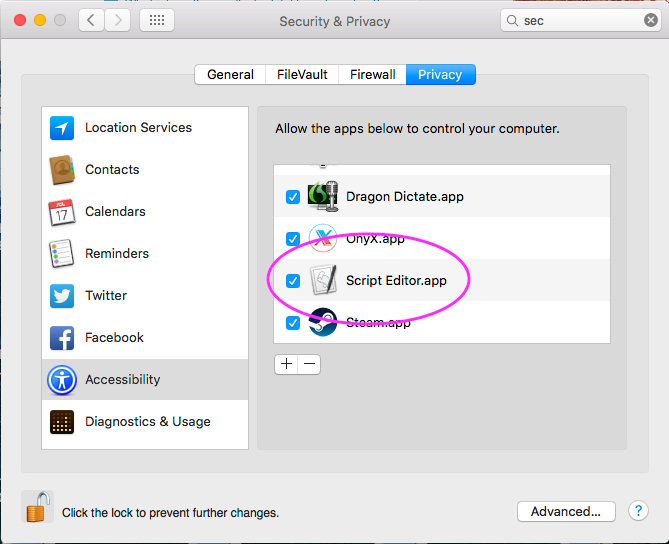 Security & Privacy
sec
General
FileVault
Firewall
Privacy
Location Services
Contacts
JUL
17
Calendars
Reminders
Twitter
Facebook
Accessibility
Diagnostics & Usage
Allow the apps below to control your computer.
Dragon Dictate.app
OnyX.app
Script Editor.app
Steam.app
+
−
Click the lock to prevent further changes.
Advanced...
?